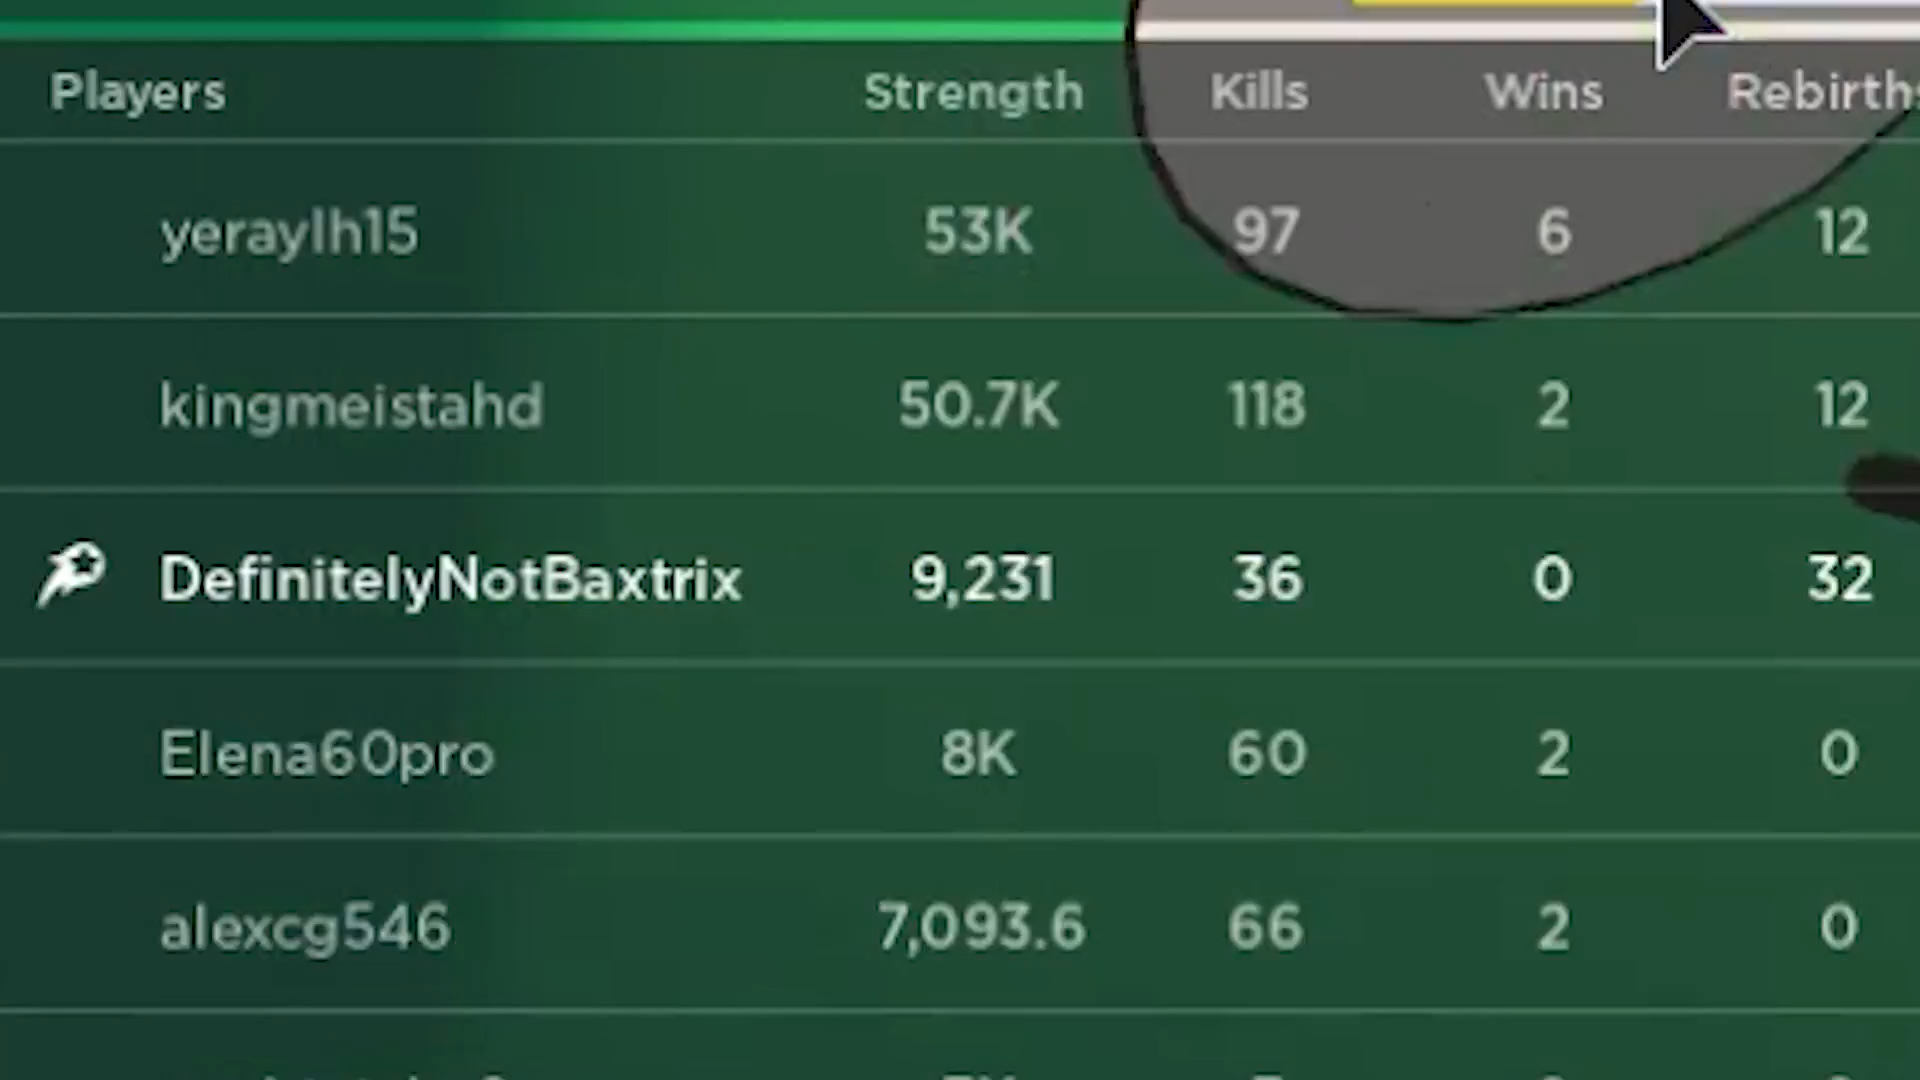 Players Strength Kills Wins Rebirths
yeraylh15 53K 97 6 12
kingmeistahd 50.7K 118 2 12
DefinitelyNotBaxtrix 9,231 36 0 32
Elena60pro 8K 60 2 0
alexcg546 7,093.6 66 2 0